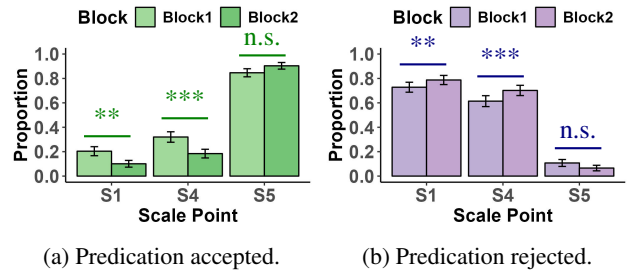 Block Block1 Block2
n.s.
**
***
1.0
0.8
0.6
0.4
0.2
0.0
Proportion
S1 S4 S5
Scale Point
(a) Predication accepted.
Block Block1 Block2
**
***
n.s.
1.0
0.8
0.6
0.4
0.2
0.0
Proportion
S1 S4 S5
Scale Point
(b) Predication rejected.